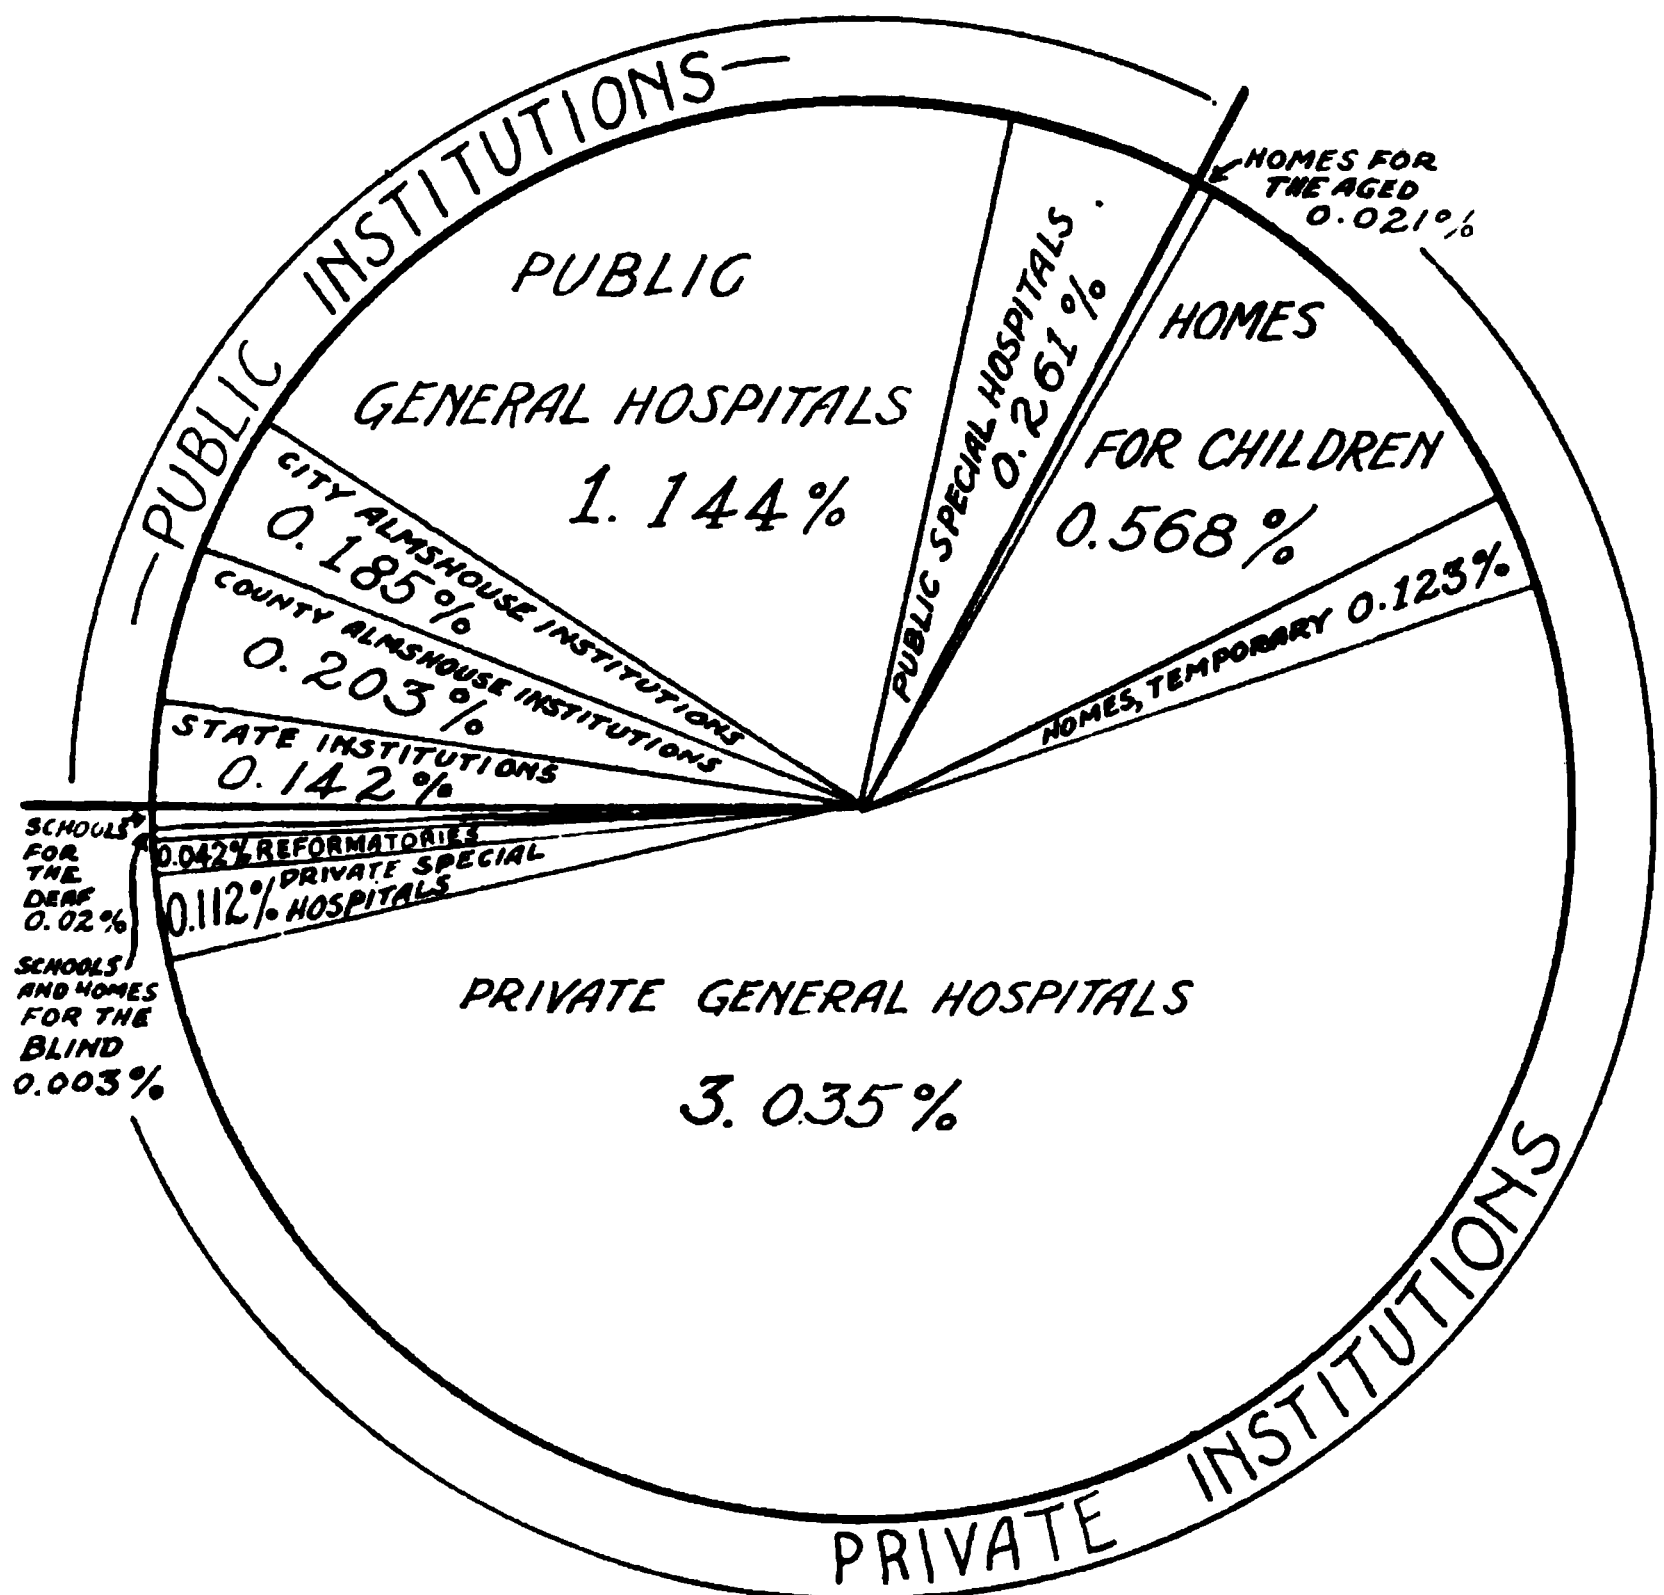 — PUBLIC INSTITUTIONS —
PUBLIC
GENERAL HOSPITALS
1.144%
PUBLIC SPECIAL HOSPITALS.
0.261%
HOMES FOR
THE AGED
0.021%
HOMES
FOR CHILDREN
0.568%
HOMES, TEMPORARY 0.123%
CITY ALMSHOUSE INSTITUTIONS
0.185%
COUNTY ALMSHOUSE INSTITUTIONS
0.203%
STATE INSTITUTIONS
0.142%
SCHOOLS
FOR
THE
DEAF
0.02%
0.042% REFORMATORIES
0.112% PRIVATE SPECIAL
HOSPITALS
SCHOOLS
AND HOMES
FOR THE
BLIND
0.003%
PRIVATE GENERAL HOSPITALS
3.035%
PRIVATE INSTITUTIONS